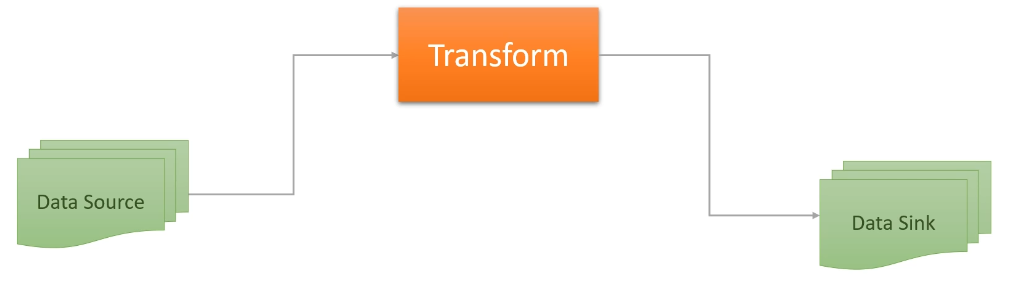 Transform
Data Source
Data Sink